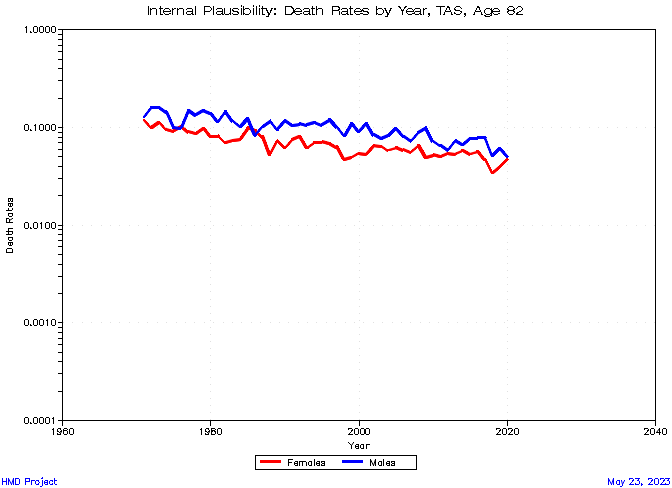 Internal Plausibility: Death Rates by Year, TAS, Age 82
1.0000
0.1000
0.0100
0.0010
0.0001
Death Rates
1960
1980
2000
2020
2040
Year
Females
Males
HMD Project
May 23, 2023